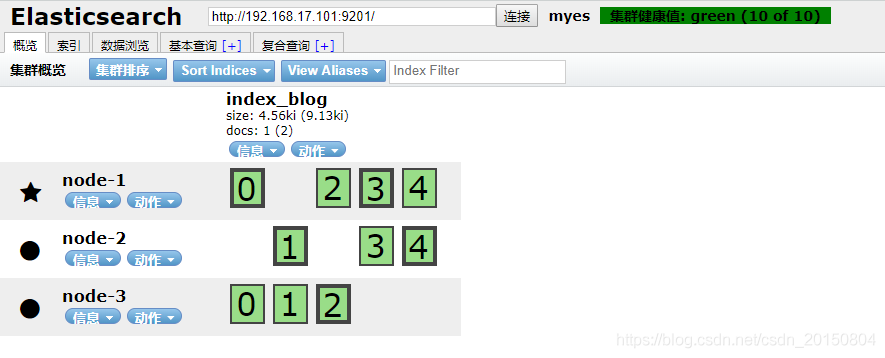 Elasticsearch http://192.168.17.101:9201/ 连接 myes 集群健康值: green (10 of 10)
概览 索引 数据浏览 基本查询 [+] 复合查询 [+]
集群概览 集群排序 Sort Indices View Aliases Index Filter
index_blog
size: 4.56ki (9.13ki)
docs: 1 (2)
信息 动作
node-1 0 2 3 4
信息 动作
node-2 1 3 4
信息 动作
node-3 0 1 2
信息 动作
https://blog.csdn.net/csdn_20150804